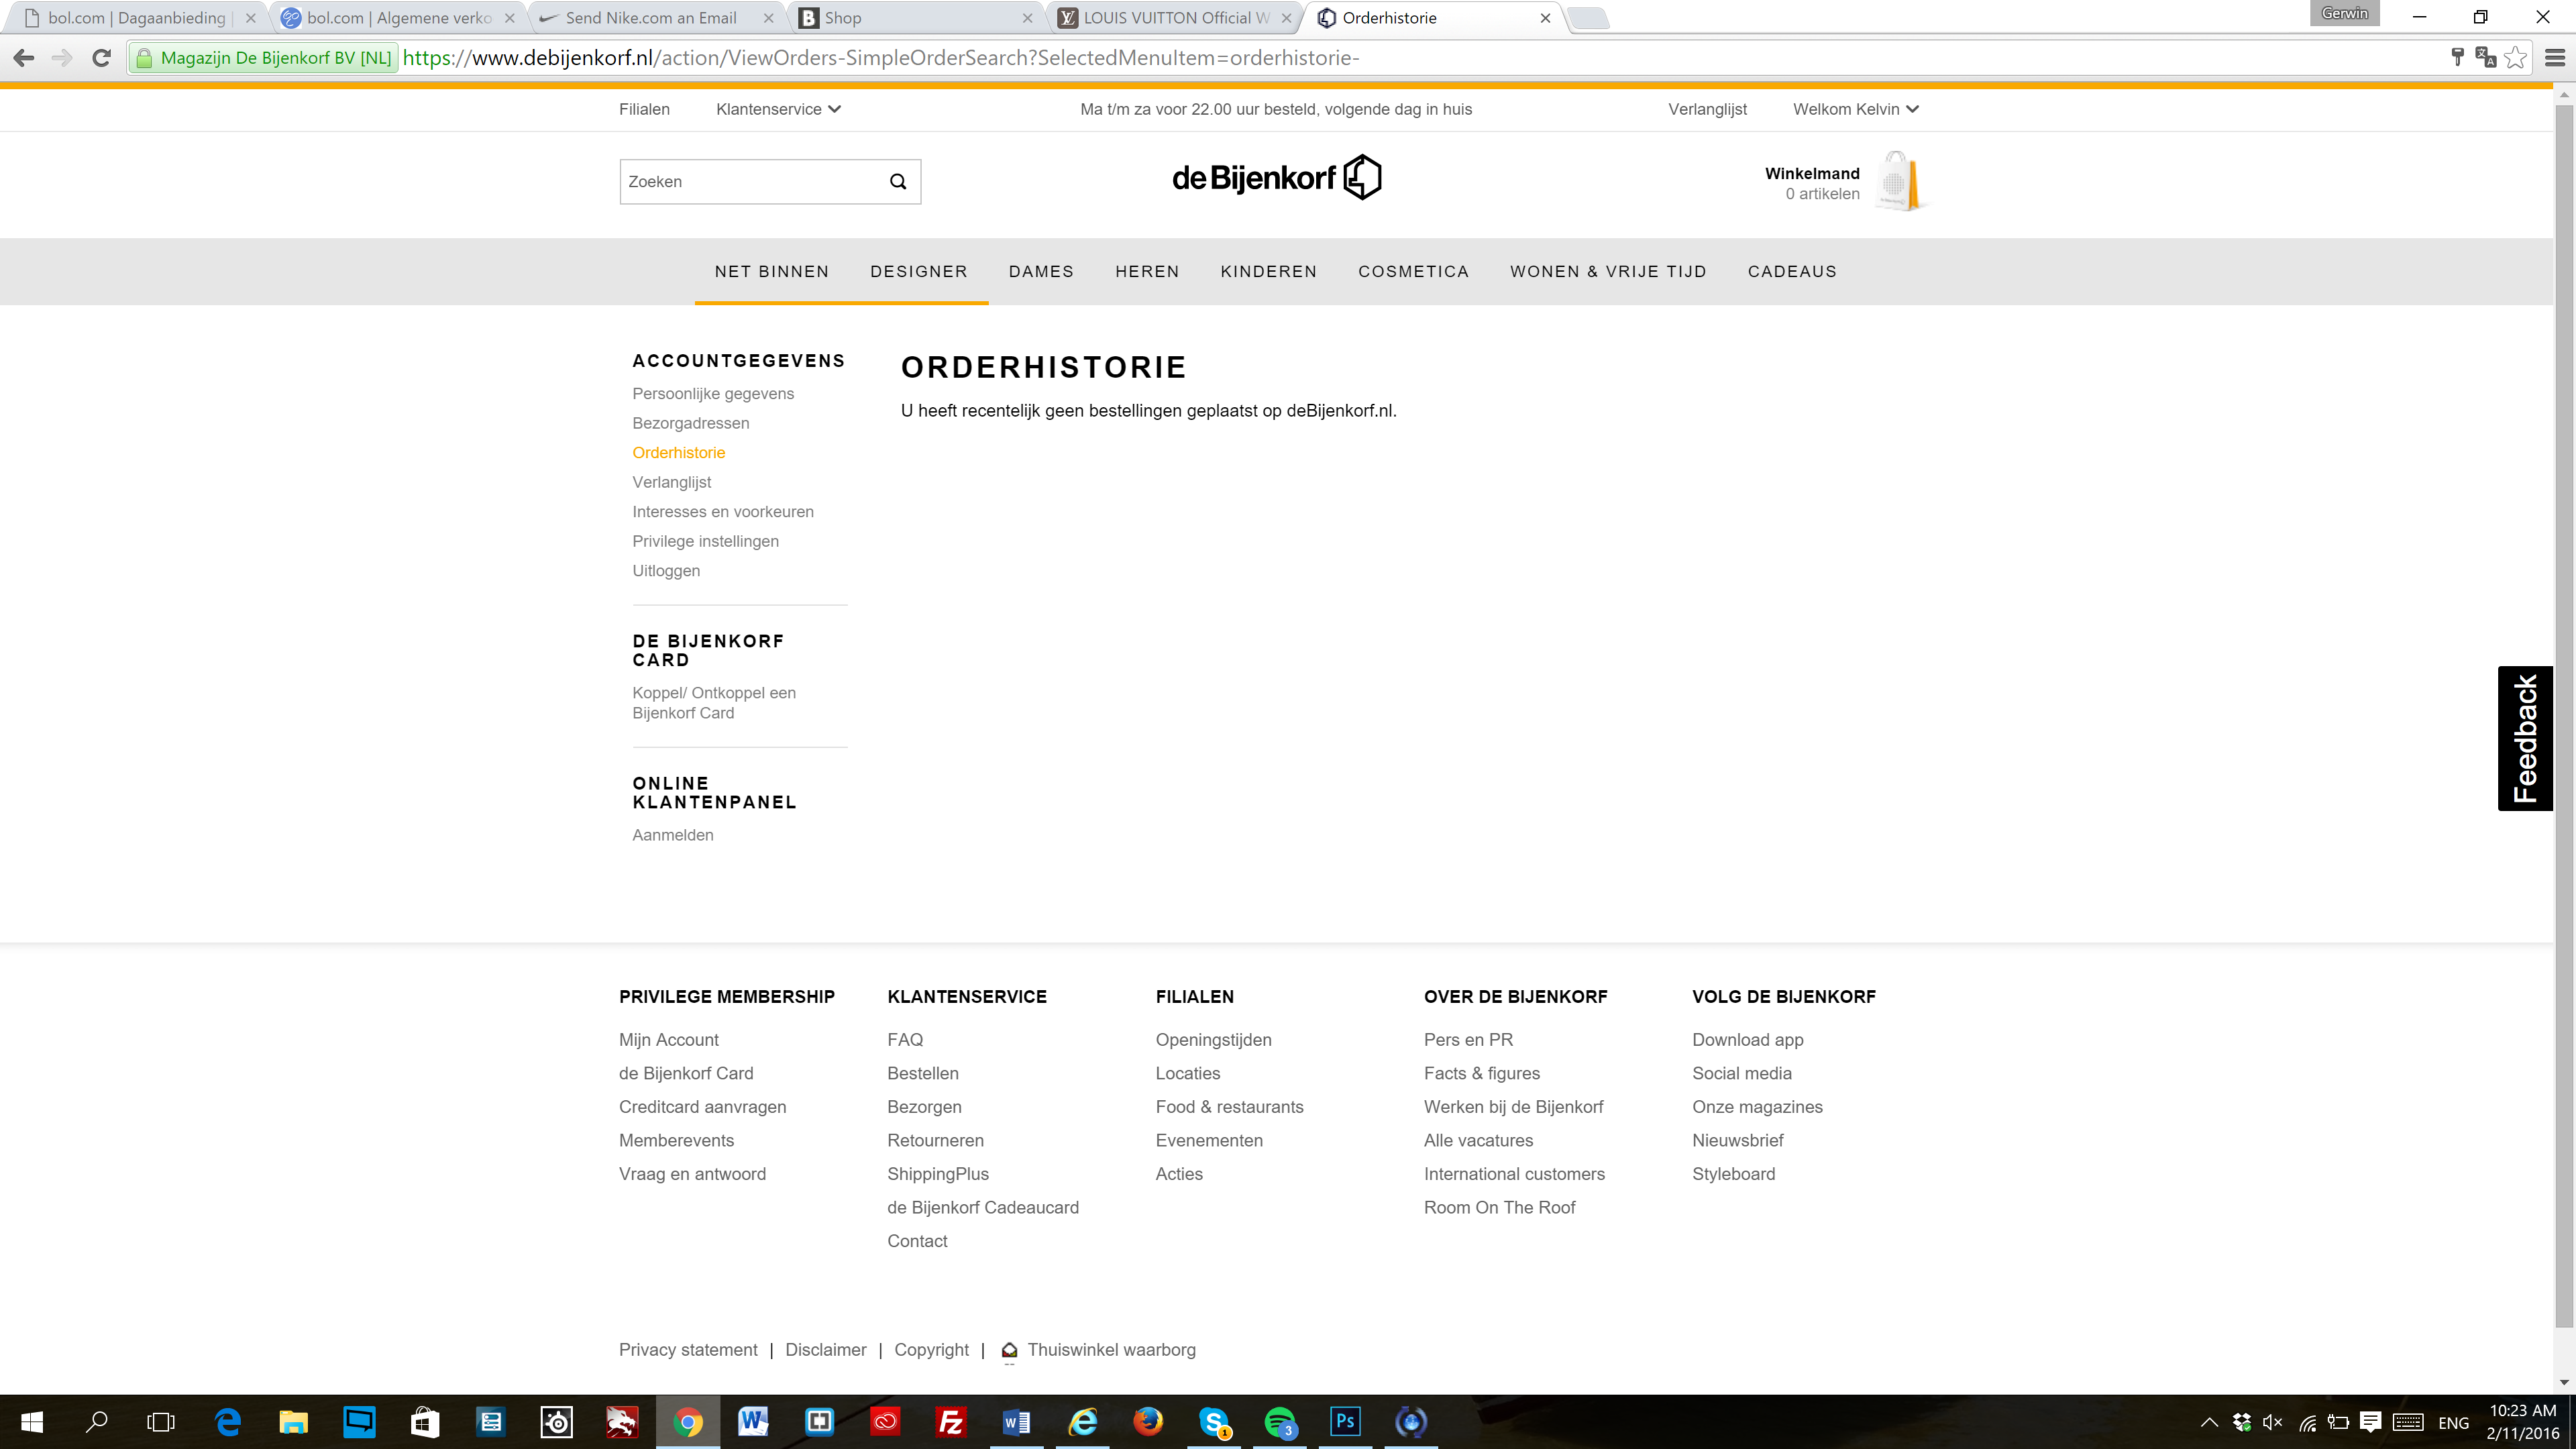 bol.com | Dagaanbieding |
bol.com | Algemene verko
Send Nike.com an Email
Shop
LOUIS VUITTON Official W
Orderhistorie
Gerwin
Magazijn De Bijenkorf BV [NL] https://www.debijenkorf.nl/action/ViewOrders-SimpleOrderSearch?SelectedMenuItem=orderhistorie-
Filialen
Klantenservice
Ma t/m za voor 22.00 uur besteld, volgende dag in huis
Verlanglijst
Welkom Kelvin
Zoeken
de Bijenkorf
Winkelmand
0 artikelen
NET BINNEN
DESIGNER
DAMES
HEREN
KINDEREN
COSMETICA
WONEN & VRIJE TIJD
CADEAUS
ACCOUNTGEGEVENS
Persoonlijke gegevens
Bezorgadressen
Orderhistorie
Verlanglijst
Interesses en voorkeuren
Privilege instellingen
Uitloggen
DE BIJENKORF
CARD
Koppel/ Ontkoppel een
Bijenkorf Card
ONLINE
KLANTENPANEL
Aanmelden
ORDERHISTORIE
U heeft recentelijk geen bestellingen geplaatst op deBijenkorf.nl.
Feedback
PRIVILEGE MEMBERSHIP
Mijn Account
de Bijenkorf Card
Creditcard aanvragen
Memberevents
Vraag en antwoord
KLANTENSERVICE
FAQ
Bestellen
Bezorgen
Retourneren
ShippingPlus
de Bijenkorf Cadeaucard
Contact
FILIALEN
Openingstijden
Locaties
Food & restaurants
Evenementen
Acties
OVER DE BIJENKORF
Pers en PR
Facts & figures
Werken bij de Bijenkorf
Alle vacatures
International customers
Room On The Roof
VOLG DE BIJENKORF
Download app
Social media
Onze magazines
Nieuwsbrief
Styleboard
Privacy statement | Disclaimer | Copyright | Thuiswinkel waarborg
ENG
10:23 AM
2/11/2016